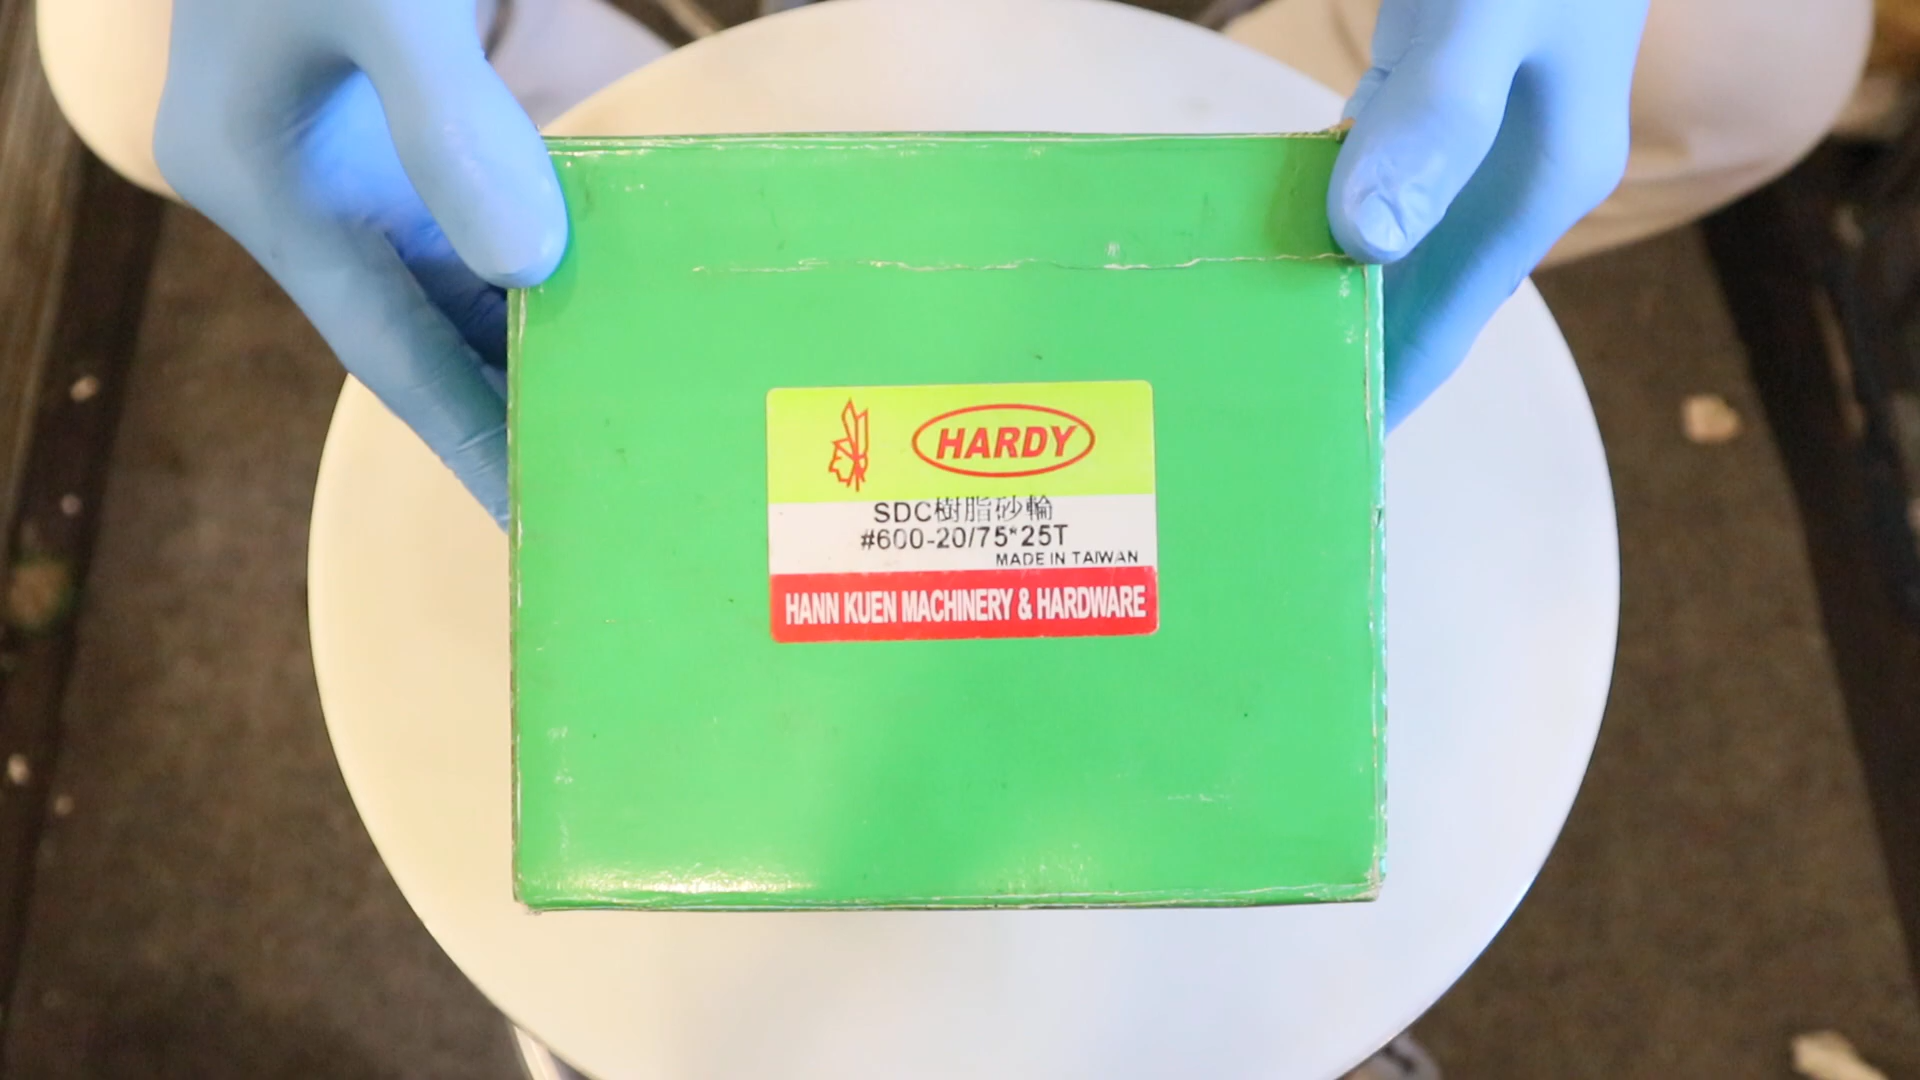 HARDY
SDC樹脂砂輪
#600-20/75*25T
MADE IN TAIWAN
HANN KUEN MACHINERY & HARDWARE